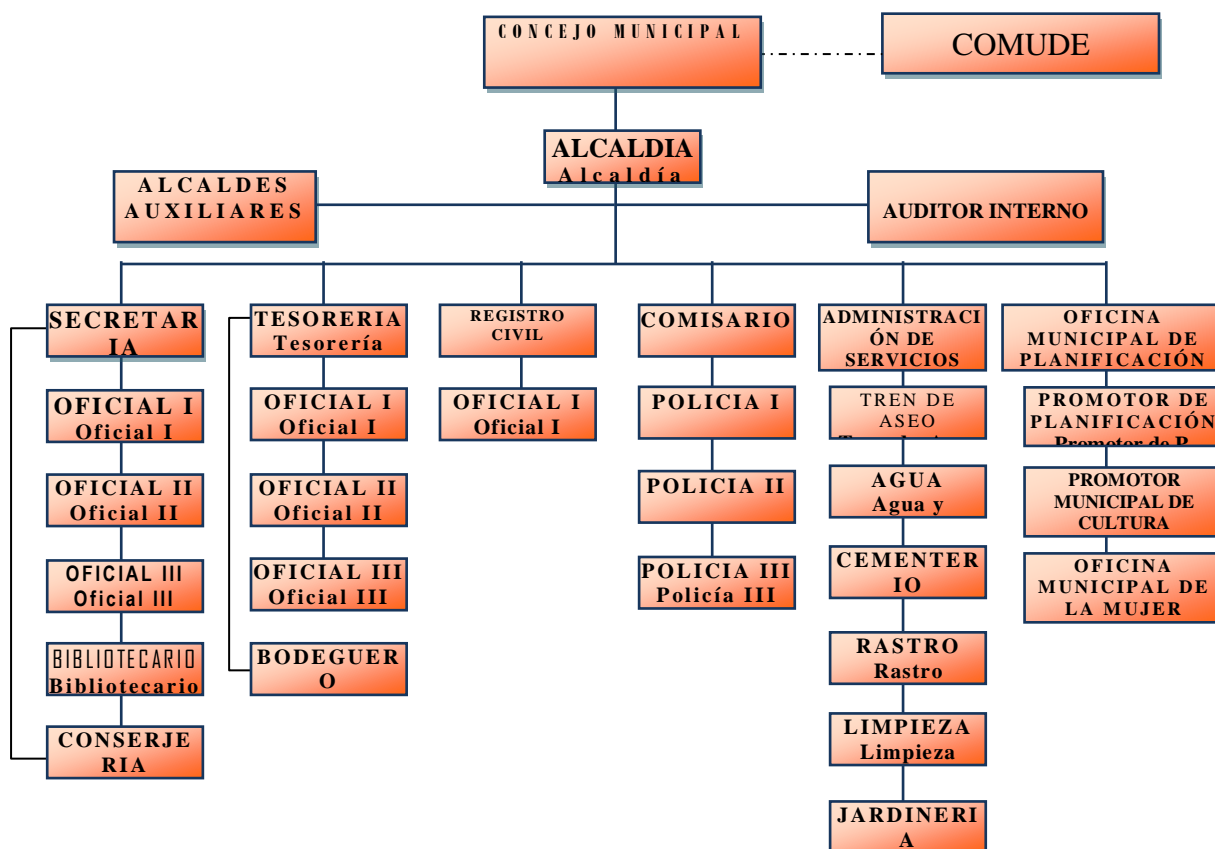 CONCEJO MUNICIPAL
COMUDE
ALCALDIA
Alcaldía
ALCALDES
AUXILIARES
AUDITOR INTERNO
SECRETAR
IA
TESORERIA
Tesorería
REGISTRO
CIVIL
COMISARIO
ADMINISTRACI
ÓN DE
SERVICIOS
OFICINA
MUNICIPAL DE
PLANIFICACIÓN
OFICIAL I
Oficial I
OFICIAL I
Oficial I
OFICIAL I
Oficial I
POLICIA I
TREN DE
ASEO
PROMOTOR DE
PLANIFICACIÓN
Promotor de P
OFICIAL II
Oficial II
OFICIAL II
Oficial II
POLICIA II
AGUA
Agua y
PROMOTOR
MUNICIPAL DE
CULTURA
OFICIAL III
Oficial III
OFICIAL III
Oficial III
POLICIA III
Policía III
CEMENTER
IO
OFICINA
MUNICIPAL DE
LA MUJER
BIBLIOTECARIO
Bibliotecario
BODEGUER
O
RASTRO
Rastro
CONSERJE
RIA
LIMPIEZA
Limpieza
JARDINERI
A